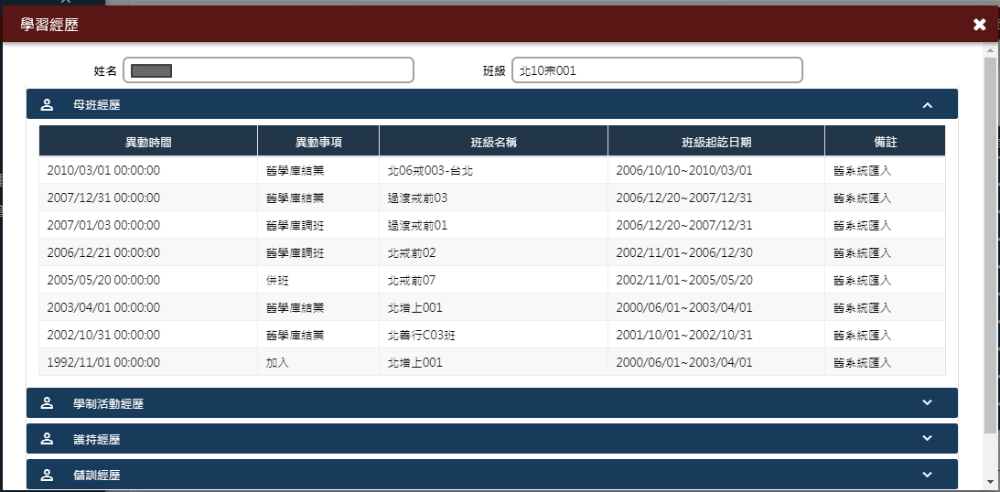 學習經歷
姓名
班級 北10宗001
母班經歷
異動時間 異動事項 班級名稱 班級起訖日期 備註
2010/03/01 00:00:00 舊學庫結業 北06戒003-台北 2006/10/10~2010/03/01 舊系統匯入
2007/12/31 00:00:00 舊學庫結業 過渡戒前03 2006/12/20~2007/12/31 舊系統匯入
2007/01/03 00:00:00 舊學庫調班 過渡戒前01 2006/12/20~2007/12/31 舊系統匯入
2006/12/21 00:00:00 舊學庫調班 北戒前02 2002/11/01~2006/12/30 舊系統匯入
2005/05/20 00:00:00 併班 北戒前07 2002/11/01~2005/05/20 舊系統匯入
2003/04/01 00:00:00 舊學庫結業 北增上001 2000/06/01~2003/04/01 舊系統匯入
2002/10/31 00:00:00 舊學庫結業 北善行C03班 2001/10/01~2002/10/31 舊系統匯入
1992/11/01 00:00:00 加入 北增上001 2000/06/01~2003/04/01 舊系統匯入
學制活動經歷
護持經歷
儲訓經歷